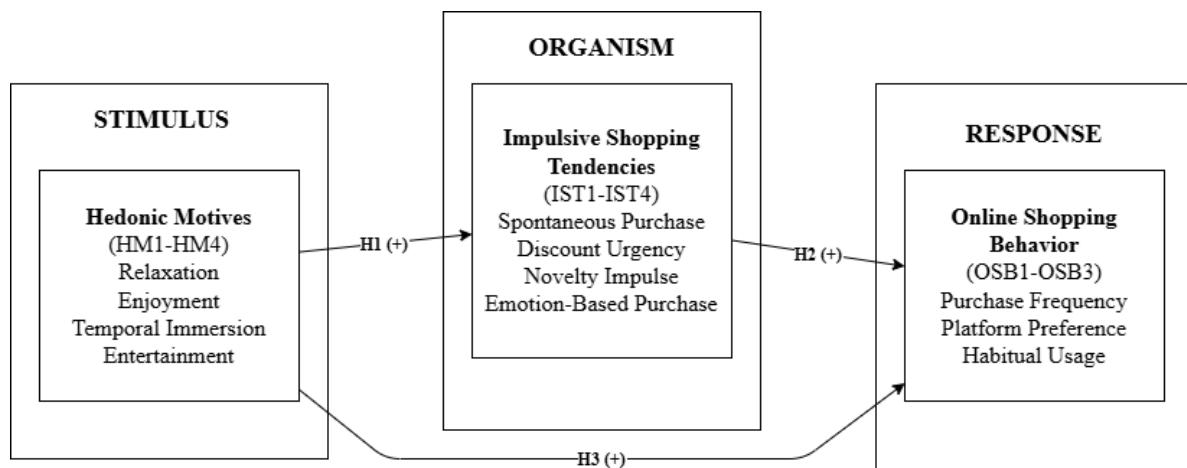 STIMULUS
Hedonic Motives
(HM1-HM4)
Relaxation
Enjoyment
Temporal Immersion
Entertainment
H1 (+)
ORGANISM
Impulsive Shopping
Tendencies
(IST1-IST4)
Spontaneous Purchase
Discount Urgency
Novelty Impulse
Emotion-Based Purchase
H2 (+)
RESPONSE
Online Shopping
Behavior
(OSB1-OSB3)
Purchase Frequency
Platform Preference
Habitual Usage
H3 (+)